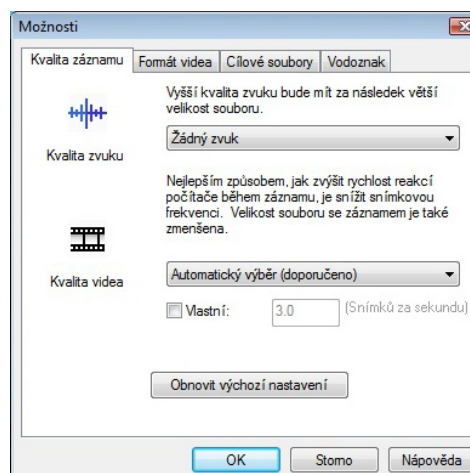 Možnosti
Kvalita záznamu Formát videa Cílové soubory Vodoznak
Vyšší kvalita zvuku bude mít za následek větší
velikost souboru.
Žádný zvuk
Kvalita zvuku
Nejlepším způsobem, jak zvýšit rychlost reakcí
počítače během záznamu, je snížit snímkovou
frekvenci. Velikost souboru se záznamem je také
zmenšena.
Automatický výběr (doporučeno)
Kvalita videa
Vlastní: 3.0 (Snímků za sekundu)
Obnovit výchozí nastavení
OK Storno Nápověda